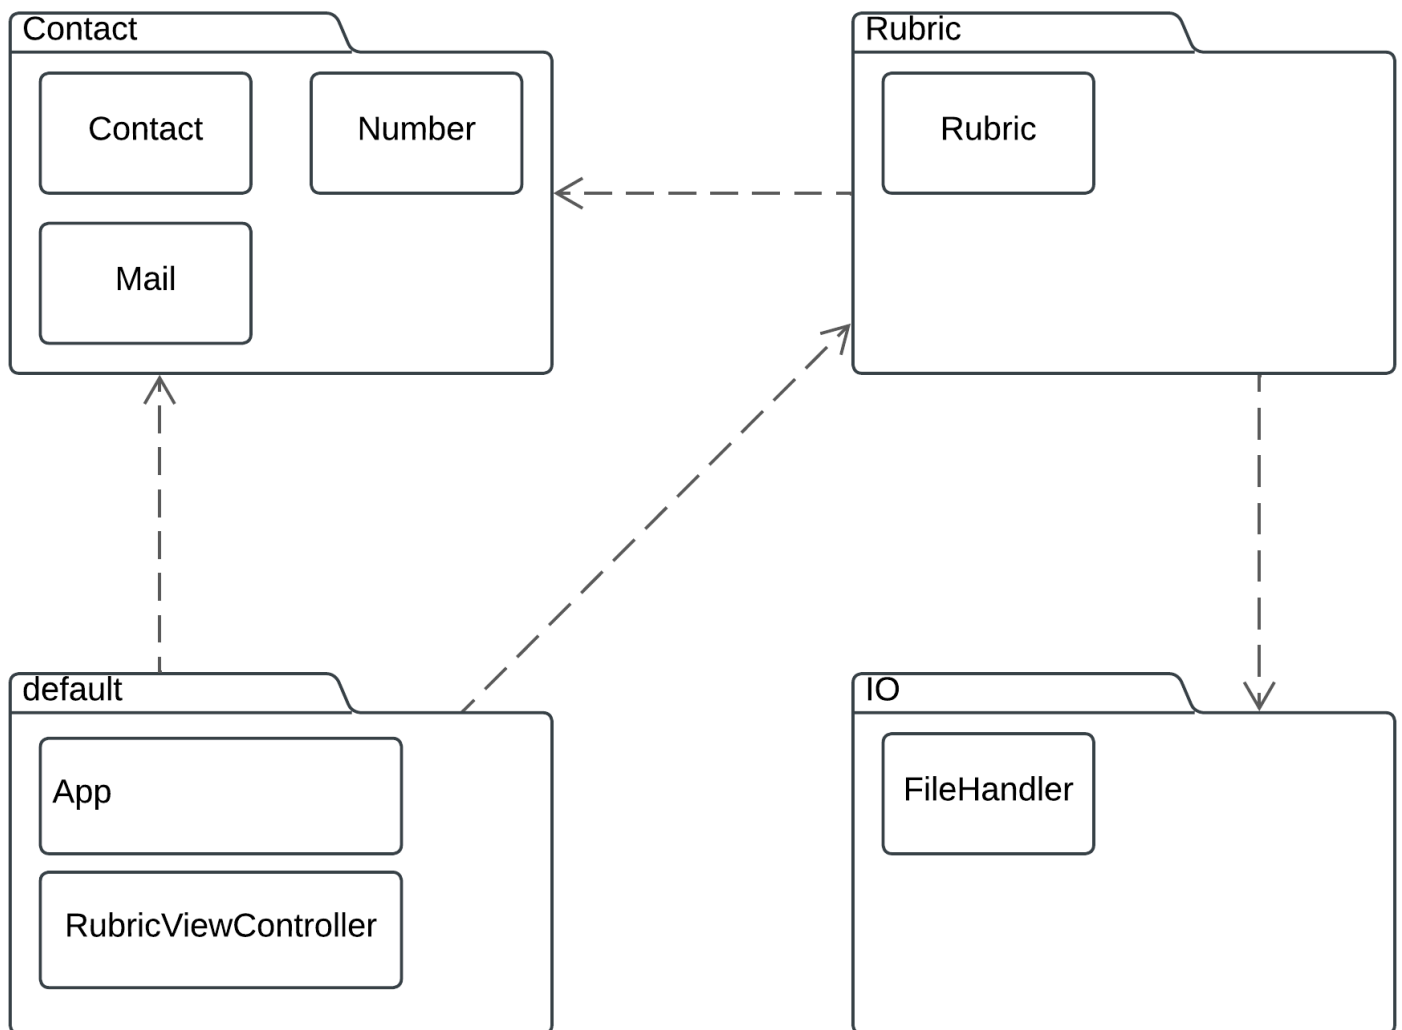 Contact
Contact
Number
Mail
Rubric
Rubric
default
App
RubricViewController
IO
FileHandler